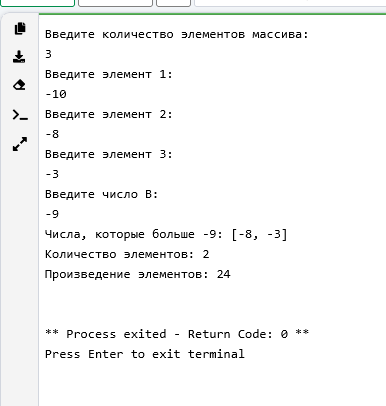 Введите количество элементов массива:
3
Введите элемент 1:
-10
Введите элемент 2:
-8
Введите элемент 3:
-3
Введите число B:
-9
Числа, которые больше -9: [-8, -3]
Количество элементов: 2
Произведение элементов: 24
** Process exited - Return Code: 0 **
Press Enter to exit terminal